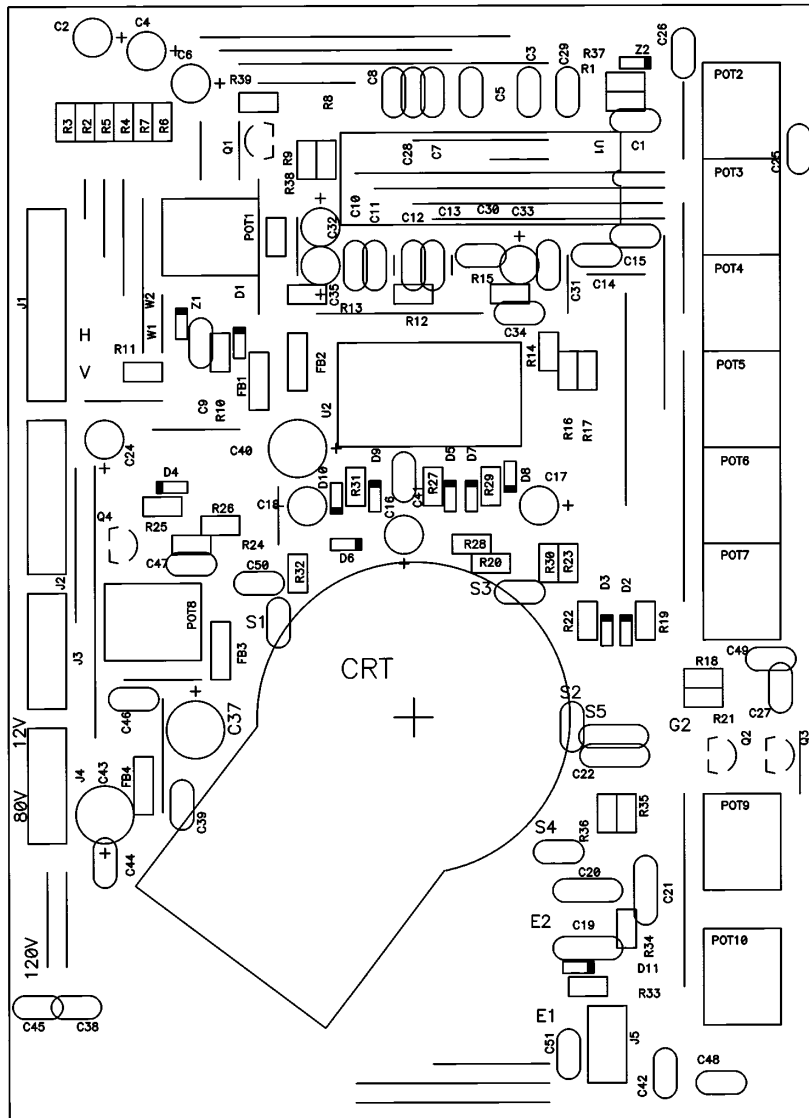 C2
C4
C6
R39
R3
R2
R5
R4
R7
R6
Q1
R8
R9
R38
C8
C5
C3
C29
R37
R1
Z2
C26
POT2
C25
U1
C1
C28
C7
C10
C11
C12
C13
C30
C33
POT3
POT1
C32
C35
D1
R13
R12
R15
C34
C31
C14
C15
POT4
J1
W2
W1
Z1
H
V
R11
C9
R10
FB1
FB2
U2
R14
R16
R17
POT5
C24
C40
D10
D9
D5
D7
D8
C17
POT6
D4
R25
R26
Q4
C18
R31
C16
C41
R27
R29
R24
C47
D6
R28
R20
R30
R23
POT7
J2
C50
R32
S3
POT8
S1
R22
D3
D2
R19
J3
FB3
CRT
C49
R18
C46
C37
S2
S5
G2
R21
C27
12V
Q2
Q3
80V
J4
C43
FB4
C22
C39
R35
R36
POT9
C44
S4
C20
C21
E2
C19
R34
POT10
120V
D11
R33
C45
C38
E1
C51
J5
C42
C48